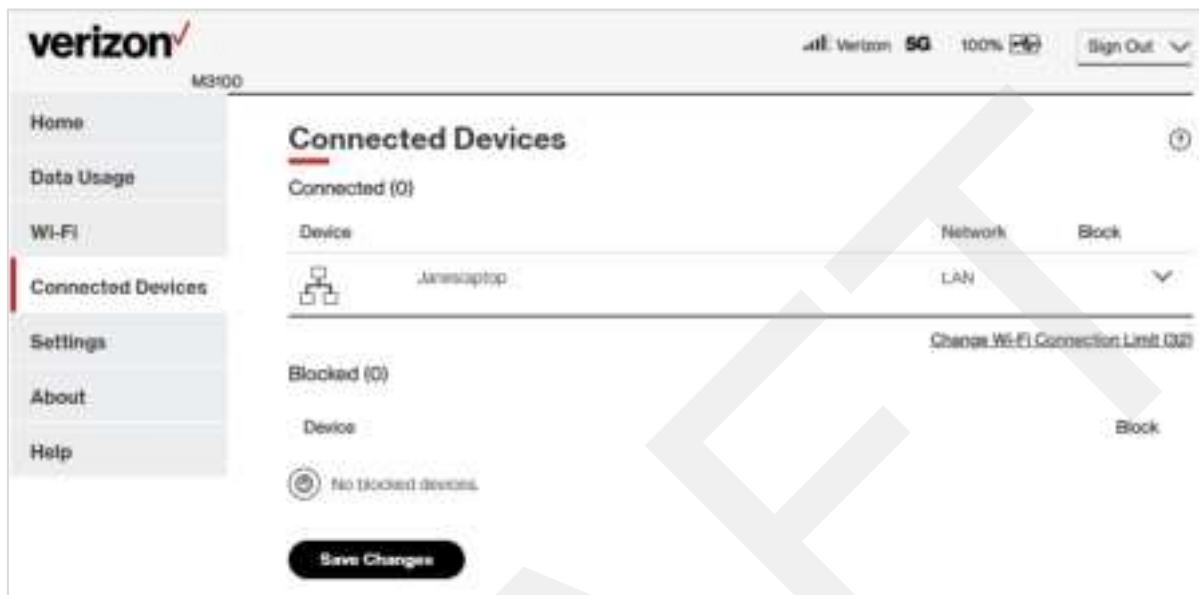 verizon
Verizon 5G 100% Sign Out
M3100
Home
Data Usage
Wi-Fi
Connected Devices
Settings
About
Help
Connected Devices
Connected (0)
Device Network Block
Janeslaptop LAN
Change Wi-Fi Connection Limit (32)
Blocked (0)
Device Block
No blocked devices.
Save Changes